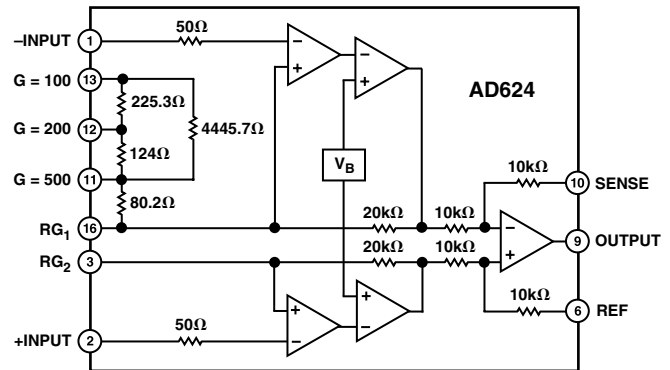 50Ω
–INPUT 1
G = 100 13
225.3Ω
AD624
G = 200 12
4445.7Ω
124Ω
VB
G = 500 11
10kΩ
10 SENSE
80.2Ω
20kΩ 10kΩ
RG1 16
9 OUTPUT
20kΩ 10kΩ
RG2 3
10kΩ
6 REF
50Ω
+INPUT 2
– + – +
– +
+ – + –